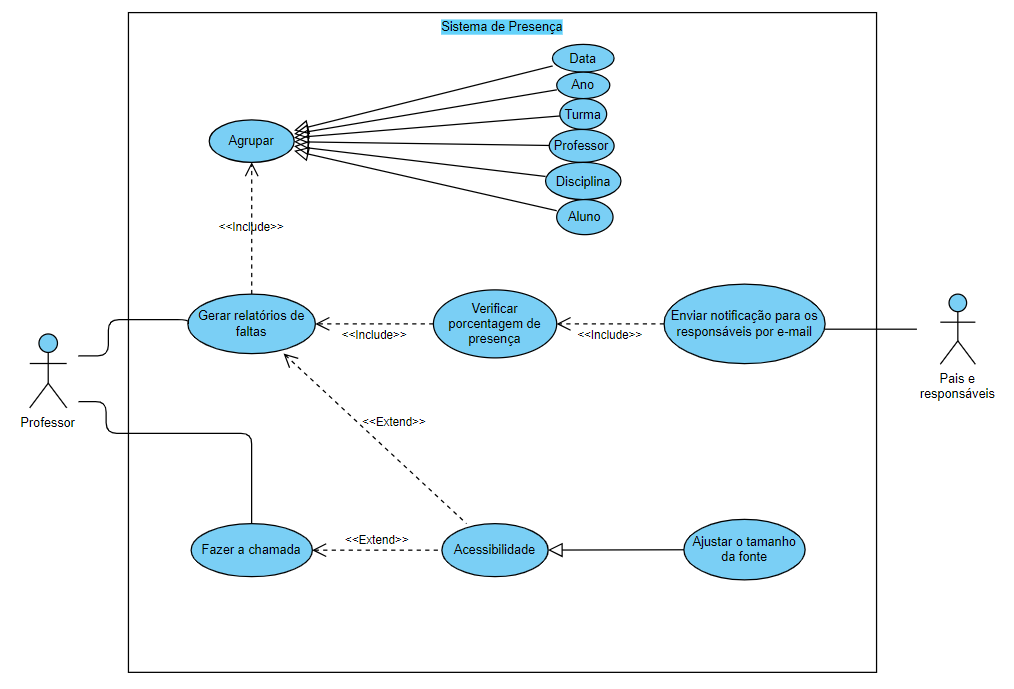 Sistema de Presença
Data
Ano
Turma
Agrupar
Professor
Disciplina
Aluno
<<Include>>
Gerar relatórios de
faltas
Verificar
porcentagem de
presença
Enviar notificação para os
responsáveis por e-mail
<<Include>>
<<Include>>
Pais e
responsáveis
Professor
<<Extend>>
Fazer a chamada
<<Extend>>
Acessibilidade
Ajustar o tamanho
da fonte